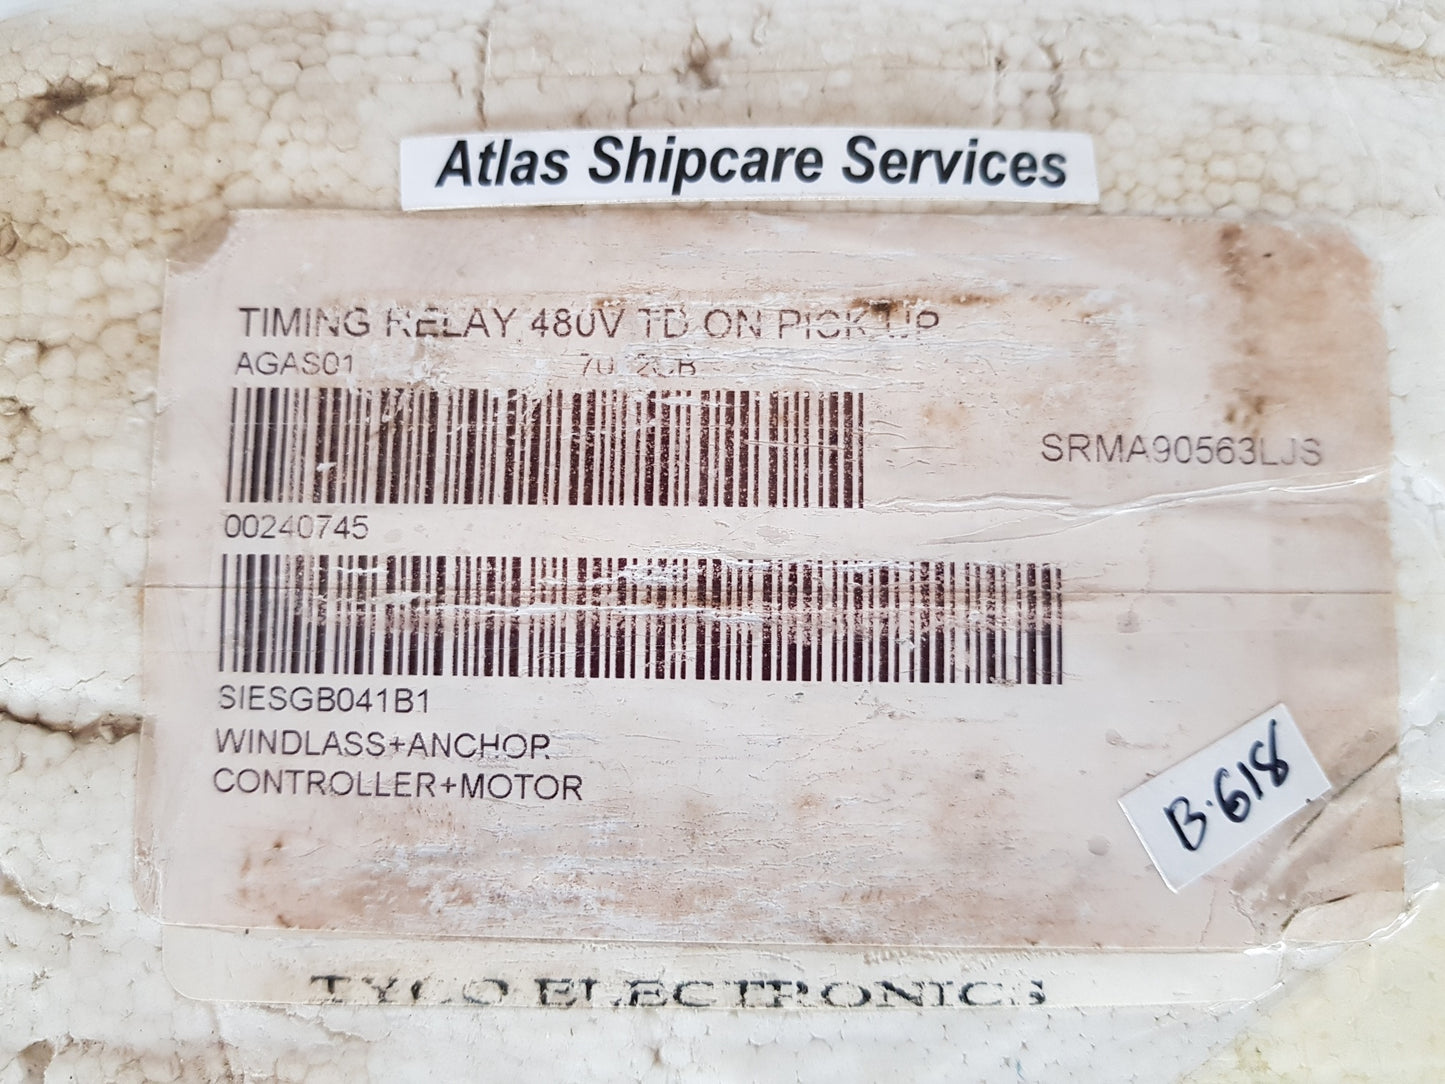 Atlas Shipcare Services
TIMING RELAY 480V TD ON PICK UP
AGAS01
SRMA90563LJS
00240745
SIESGB041B1
WINDLASS+ANCHOR
CONTROLLER+MOTOR
B.618
TYCO ELECTRONICS